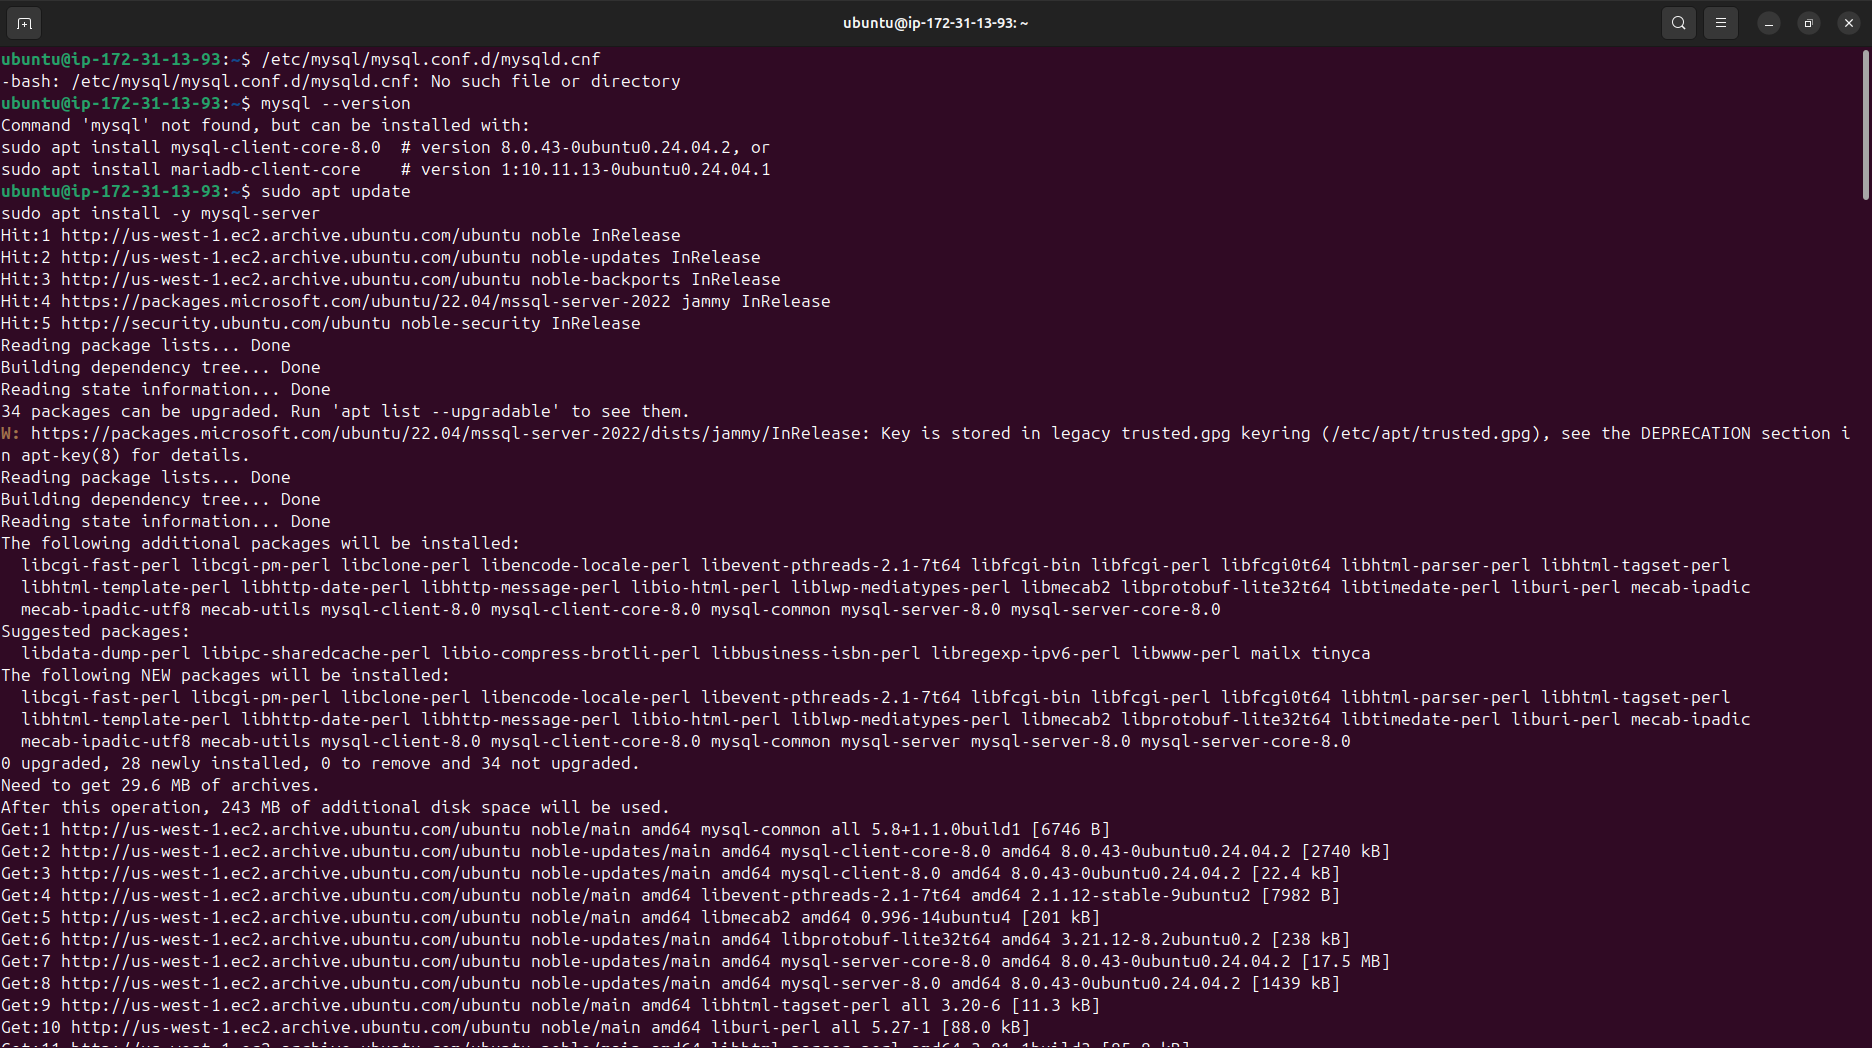 ubuntu@ip-172-31-13-93: ~
ubuntu@ip-172-31-13-93:~$ /etc/mysql/mysql.conf.d/mysqld.cnf
-bash: /etc/mysql/mysql.conf.d/mysqld.cnf: No such file or directory
ubuntu@ip-172-31-13-93:~$ mysql --version
Command 'mysql' not found, but can be installed with:
sudo apt install mysql-client-core-8.0  # version 8.0.43-0ubuntu0.24.04.2, or
sudo apt install mariadb-client-core    # version 1:10.11.13-0ubuntu0.24.04.1
ubuntu@ip-172-31-13-93:~$ sudo apt update
sudo apt install -y mysql-server
Hit:1 http://us-west-1.ec2.archive.ubuntu.com/ubuntu noble InRelease
Hit:2 http://us-west-1.ec2.archive.ubuntu.com/ubuntu noble-updates InRelease
Hit:3 http://us-west-1.ec2.archive.ubuntu.com/ubuntu noble-backports InRelease
Hit:4 https://packages.microsoft.com/ubuntu/22.04/mssql-server-2022 jammy InRelease
Hit:5 http://security.ubuntu.com/ubuntu noble-security InRelease
Reading package lists... Done
Building dependency tree... Done
Reading state information... Done
34 packages can be upgraded. Run 'apt list --upgradable' to see them.
W: https://packages.microsoft.com/ubuntu/22.04/mssql-server-2022/dists/jammy/InRelease: Key is stored in legacy trusted.gpg keyring (/etc/apt/trusted.gpg), see the DEPRECATION section i
n apt-key(8) for details.
Reading package lists... Done
Building dependency tree... Done
Reading state information... Done
The following additional packages will be installed:
  libcgi-fast-perl libcgi-pm-perl libclone-perl libencode-locale-perl libevent-pthreads-2.1-7t64 libfcgi-bin libfcgi-perl libfcgi0t64 libhtml-parser-perl libhtml-tagset-perl
  libhtml-template-perl libhttp-date-perl libhttp-message-perl libio-html-perl liblwp-mediatypes-perl libmecab2 libprotobuf-lite32t64 libtimedate-perl liburi-perl mecab-ipadic
  mecab-ipadic-utf8 mecab-utils mysql-client-8.0 mysql-client-core-8.0 mysql-common mysql-server-8.0 mysql-server-core-8.0
Suggested packages:
  libdata-dump-perl libipc-sharedcache-perl libio-compress-brotli-perl libbusiness-isbn-perl libregexp-ipv6-perl libwww-perl mailx tinyca
The following NEW packages will be installed:
  libcgi-fast-perl libcgi-pm-perl libclone-perl libencode-locale-perl libevent-pthreads-2.1-7t64 libfcgi-bin libfcgi-perl libfcgi0t64 libhtml-parser-perl libhtml-tagset-perl
  libhtml-template-perl libhttp-date-perl libhttp-message-perl libio-html-perl liblwp-mediatypes-perl libmecab2 libprotobuf-lite32t64 libtimedate-perl liburi-perl mecab-ipadic
  mecab-ipadic-utf8 mecab-utils mysql-client-8.0 mysql-client-core-8.0 mysql-common mysql-server mysql-server-8.0 mysql-server-core-8.0
0 upgraded, 28 newly installed, 0 to remove and 34 not upgraded.
Need to get 29.6 MB of archives.
After this operation, 243 MB of additional disk space will be used.
Get:1 http://us-west-1.ec2.archive.ubuntu.com/ubuntu noble/main amd64 mysql-common all 5.8+1.1.0build1 [6746 B]
Get:2 http://us-west-1.ec2.archive.ubuntu.com/ubuntu noble-updates/main amd64 mysql-client-core-8.0 amd64 8.0.43-0ubuntu0.24.04.2 [2740 kB]
Get:3 http://us-west-1.ec2.archive.ubuntu.com/ubuntu noble-updates/main amd64 mysql-client-8.0 amd64 8.0.43-0ubuntu0.24.04.2 [22.4 kB]
Get:4 http://us-west-1.ec2.archive.ubuntu.com/ubuntu noble/main amd64 libevent-pthreads-2.1-7t64 amd64 2.1.12-stable-9ubuntu2 [7982 B]
Get:5 http://us-west-1.ec2.archive.ubuntu.com/ubuntu noble/main amd64 libmecab2 amd64 0.996-14ubuntu4 [201 kB]
Get:6 http://us-west-1.ec2.archive.ubuntu.com/ubuntu noble-updates/main amd64 libprotobuf-lite32t64 amd64 3.21.12-8.2ubuntu0.2 [238 kB]
Get:7 http://us-west-1.ec2.archive.ubuntu.com/ubuntu noble-updates/main amd64 mysql-server-core-8.0 amd64 8.0.43-0ubuntu0.24.04.2 [17.5 MB]
Get:8 http://us-west-1.ec2.archive.ubuntu.com/ubuntu noble-updates/main amd64 mysql-server-8.0 amd64 8.0.43-0ubuntu0.24.04.2 [1439 kB]
Get:9 http://us-west-1.ec2.archive.ubuntu.com/ubuntu noble/main amd64 libhtml-tagset-perl all 3.20-6 [11.3 kB]
Get:10 http://us-west-1.ec2.archive.ubuntu.com/ubuntu noble/main amd64 liburi-perl all 5.27-1 [88.0 kB]